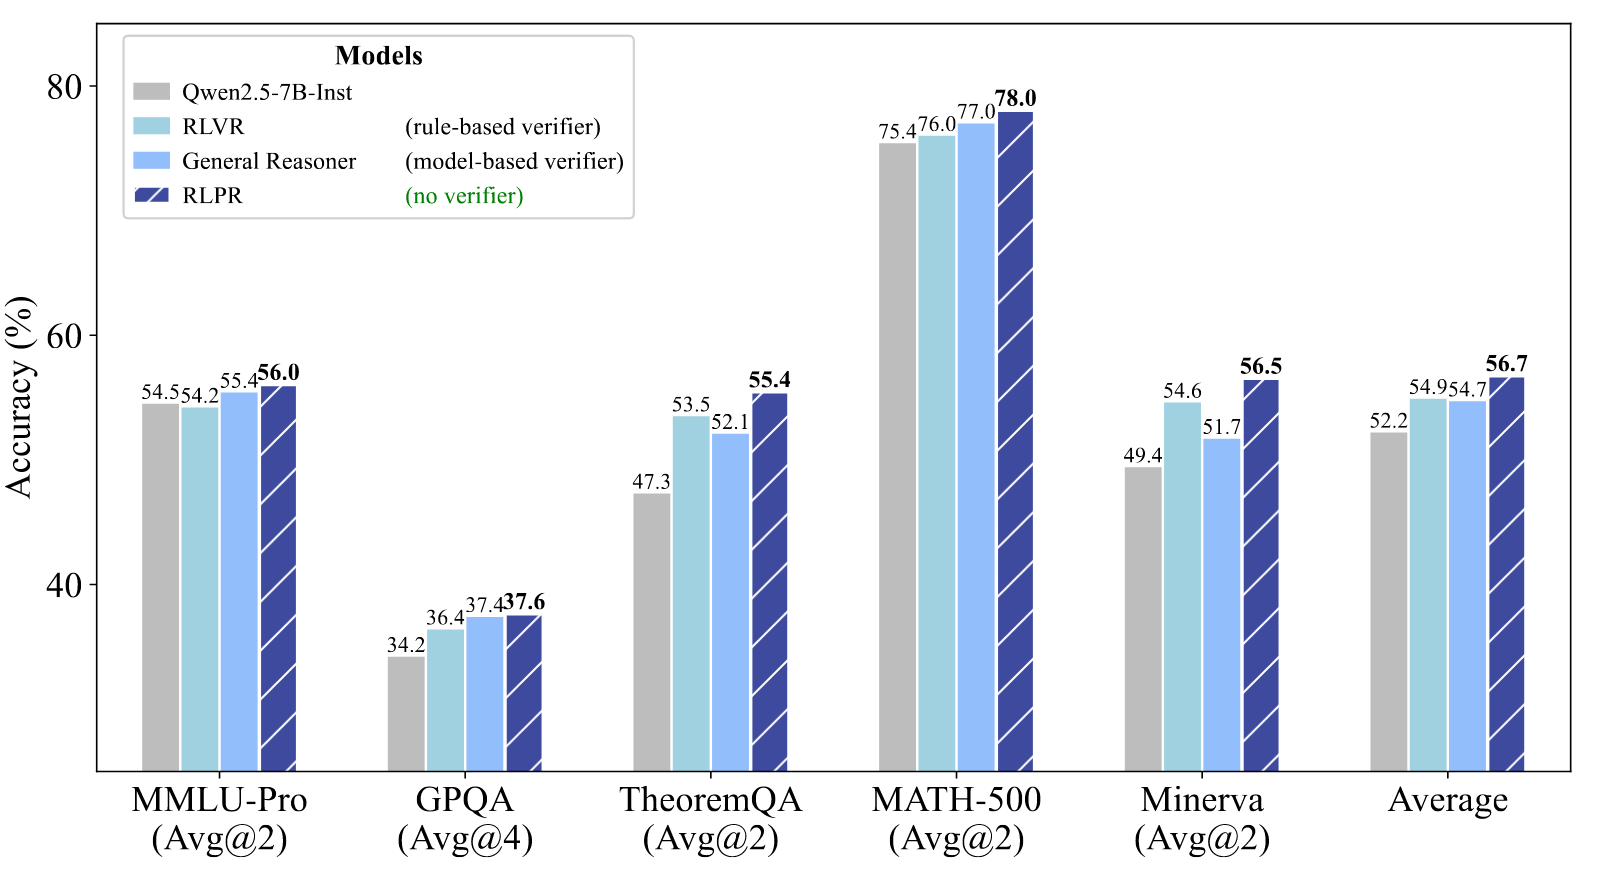 Models
Qwen2.5-7B-Inst
RLVR (rule-based verifier)
General Reasoner (model-based verifier)
RLPR (no verifier)
Accuracy (%)
80
60
40
54.5 54.2 55.4 56.0
34.2 36.4 37.4 37.6
47.3 53.5 52.1 55.4
75.4 76.0 77.0 78.0
49.4 54.6 51.7 56.5
52.2 54.9 54.7 56.7
MMLU-Pro
(Avg@2)
GPQA
(Avg@4)
TheoremQA
(Avg@2)
MATH-500
(Avg@2)
Minerva
(Avg@2)
Average